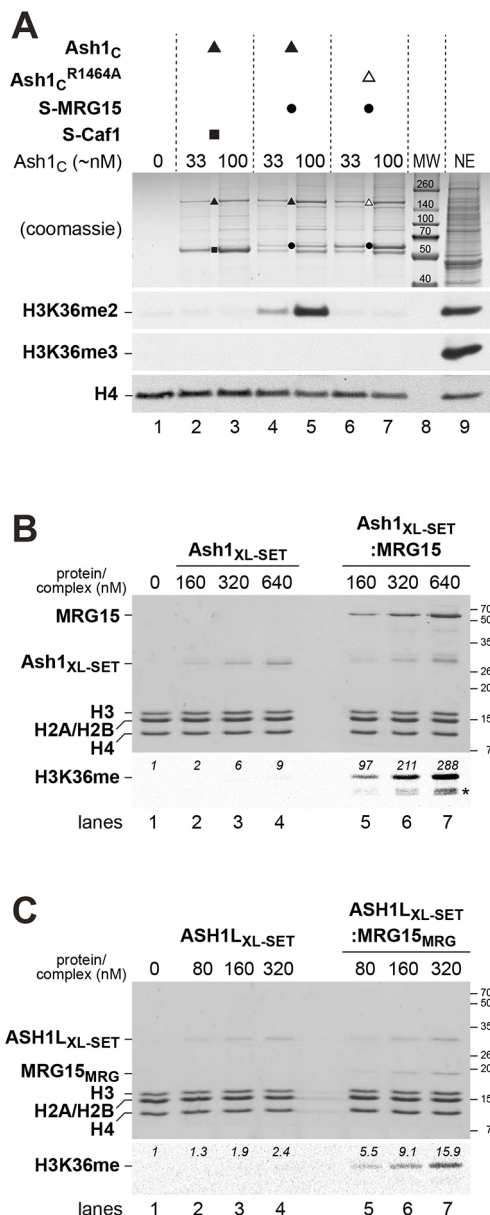 A
Ash1C ▲ ▲
Ash1C R1464A △
S-MRG15 ● ●
S-Caf1 ■
Ash1C (~nM) 0 33 100 33 100 33 100 MW NE
(coomassie)
260
140
100
70
50
40
H3K36me2
H3K36me3
H4
1 2 3 4 5 6 7 8 9
B
Ash1XL-SET
Ash1XL-SET
:MRG15
protein/
complex (nM)
0 160 320 640 160 320 640
MRG15
Ash1XL-SET
H3
H2A/H2B
H4
70
50
35
26
20
15
7
1 2 6 9 97 211 288
H3K36me
*
lanes 1 2 3 4 5 6 7
C
ASH1LXL-SET
ASH1LXL-SET
:MRG15MRG
protein/
complex (nM)
0 80 160 320 80 160 320
ASH1LXL-SET
MRG15MRG
H3
H2A/H2B
H4
70
50
35
26
20
15
7
1 1.3 1.9 2.4 5.5 9.1 15.9
H3K36me
lanes 1 2 3 4 5 6 7